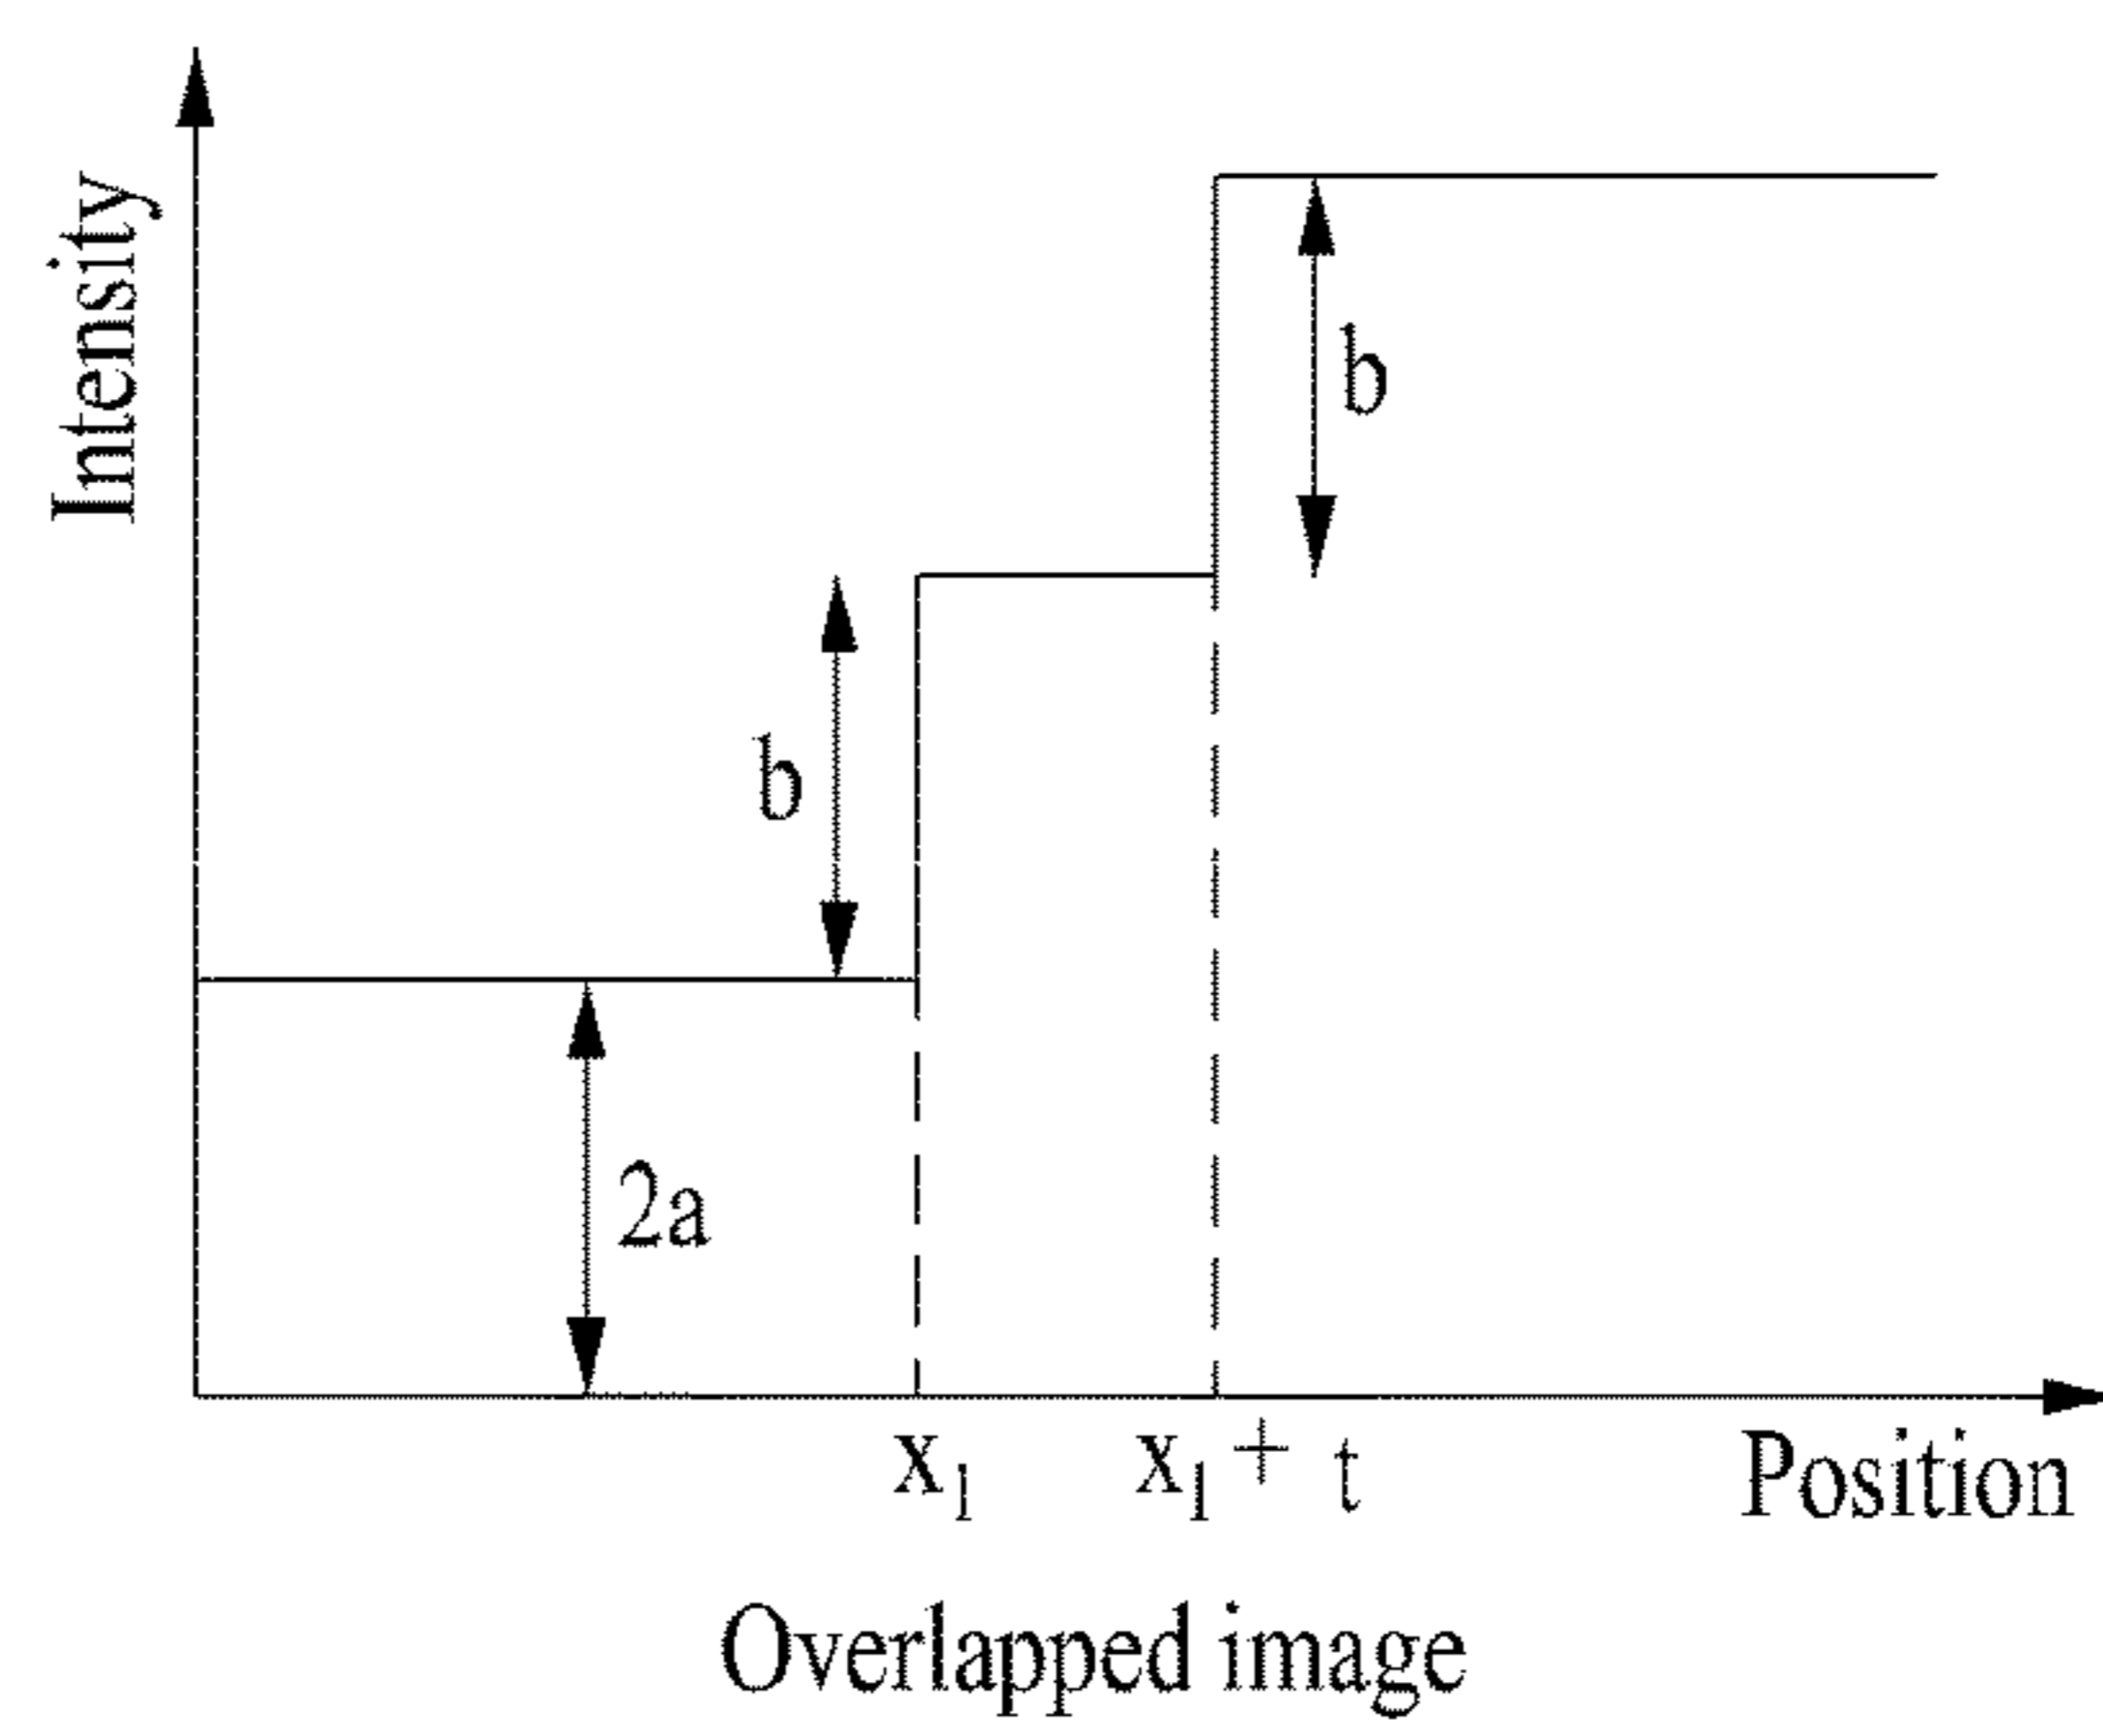 Intensity
b
b
2a
x₁
x₁ + t
Position
Overlapped image